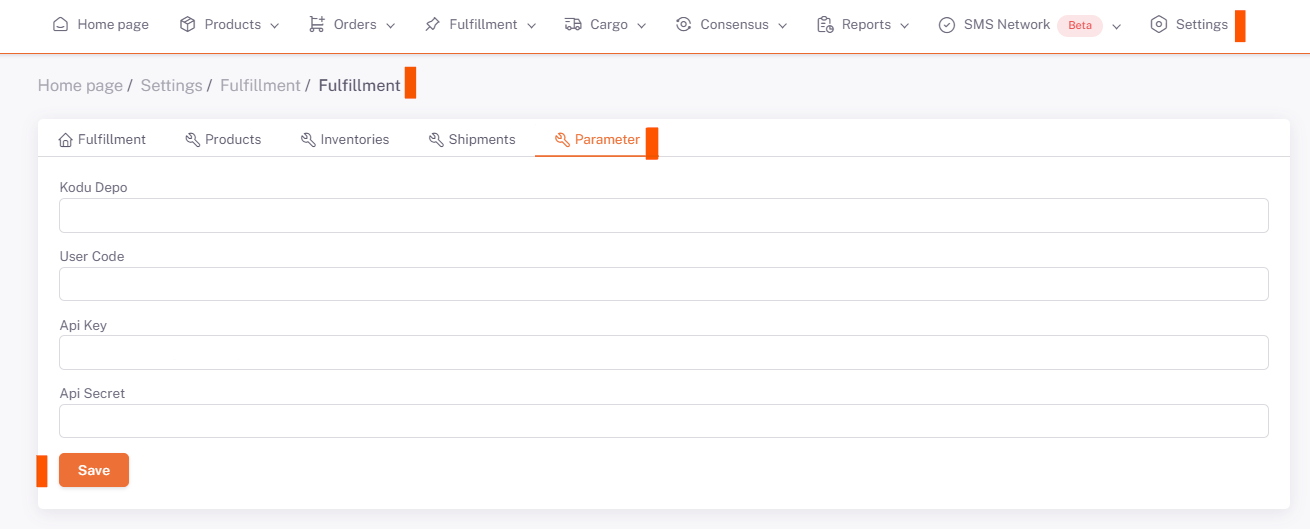 Home page Products Orders Fulfillment Cargo Consensus Reports SMS Network Beta Settings
Home page / Settings / Fulfillment / Fulfillment
Fulfillment Products Inventories Shipments Parameter
Kodu Depo
User Code
Api Key
Api Secret
Save